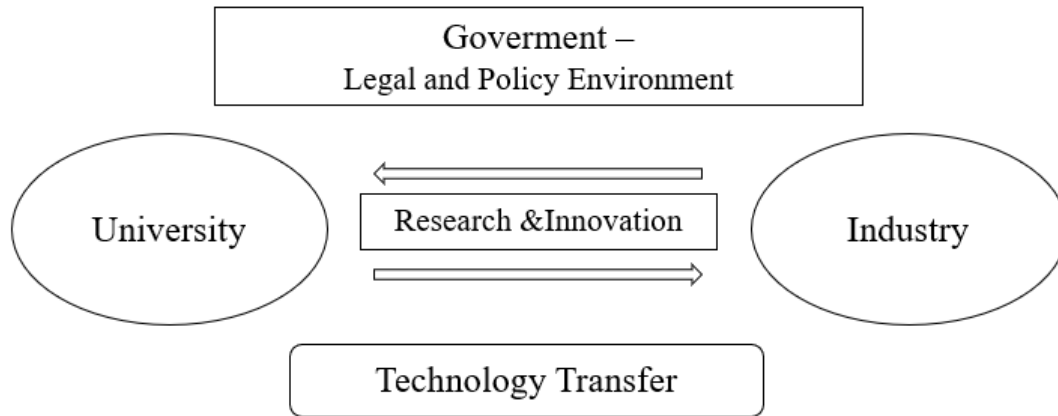 Goverment –
Legal and Policy Environment
University
Research &Innovation
Industry
Technology Transfer